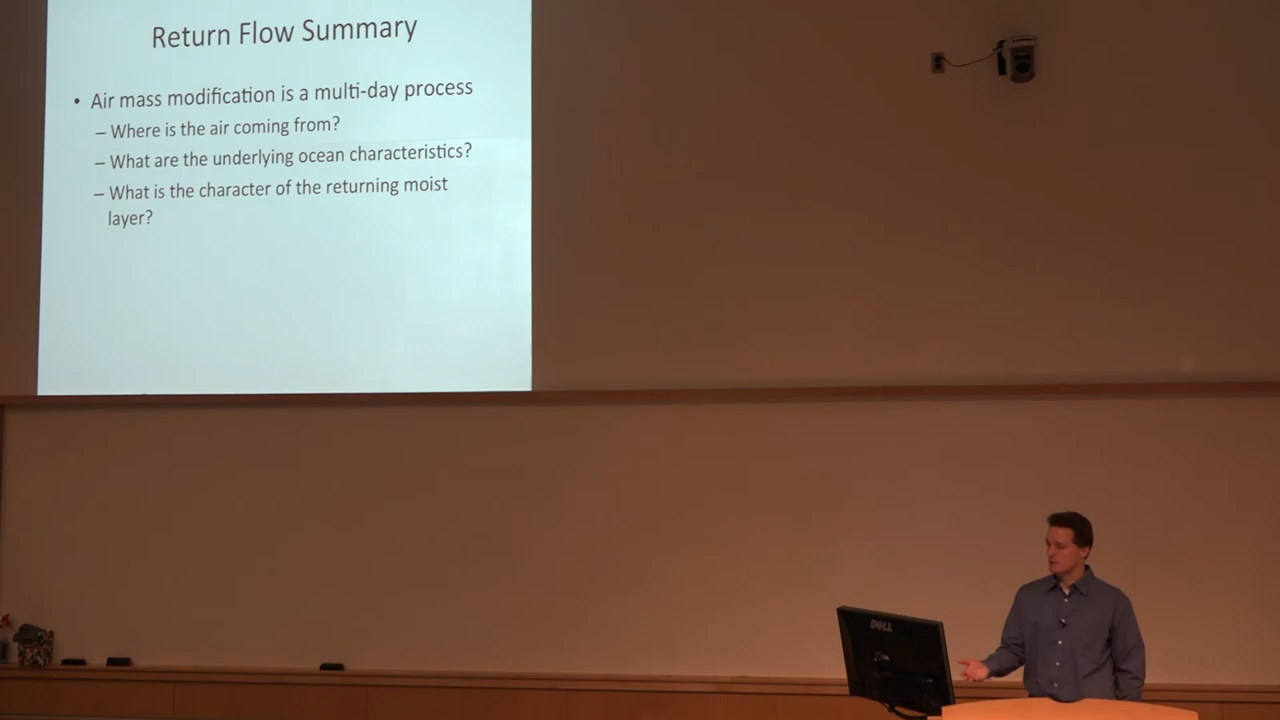 Return Flow Summary
• Air mass modification is a multi-day process
– Where is the air coming from?
– What are the underlying ocean characteristics?
– What is the character of the returning moist
layer?
DELL